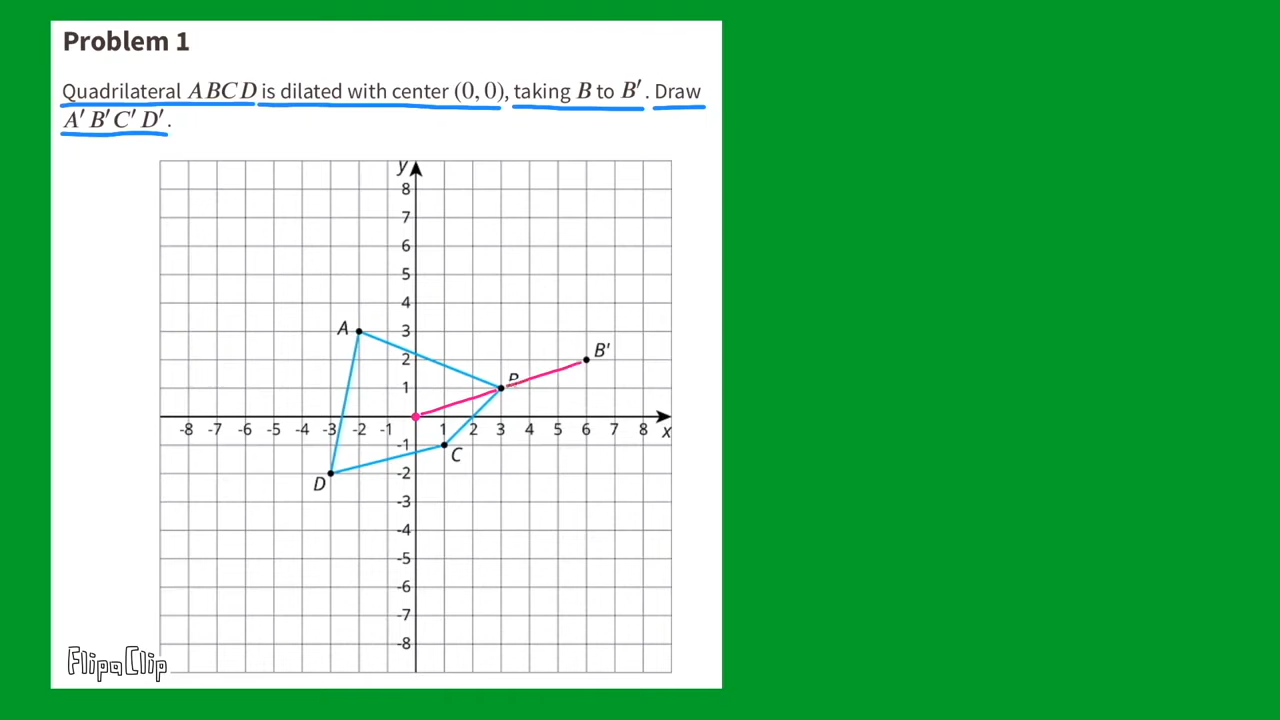 Problem 1
Quadrilateral ABCD is dilated with center (0, 0), taking B to B′. Draw
A′ B′ C′ D′.
y
8
7
6
5
4
3
2
1
A
B'
-8 -7 -6 -5 -4 -3 -2 -1 1 2 3 4 5 6 7 8 x
-1
C
-2
D
-3
-4
-5
-6
-7
-8
FlipaClip